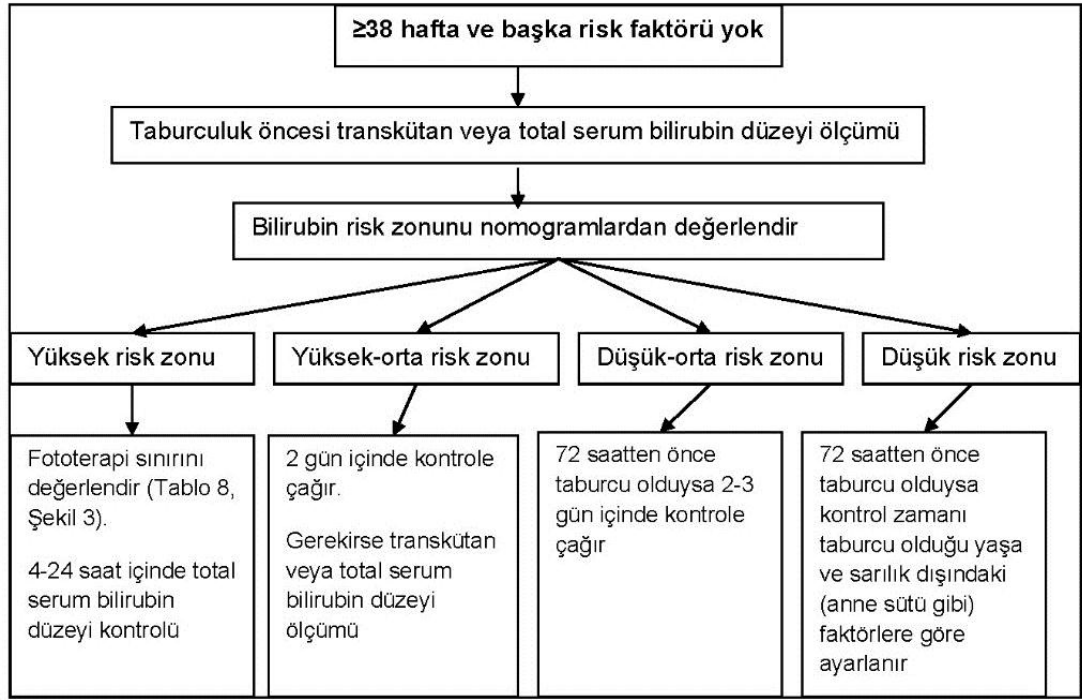 ≥38 hafta ve başka risk faktörü yok
Taburculuk öncesi transkütan veya total serum bilirubin düzeyi ölçümü
Bilirubin risk zonunu nomogramlardan değerlendir
Yüksek risk zonu
Yüksek-orta risk zonu
Düşük-orta risk zonu
Düşük risk zonu
Fototerapi sınırını
değerlendir (Tablo 8,
Şekil 3).
4-24 saat içinde total
serum bilirubin
düzeyi kontrolü
2 gün içinde kontrole
çağır.
Gerekirse transkütan
veya total serum
bilirubin düzeyi
ölçümü
72 saatten önce
taburcu olduysa 2-3
gün içinde kontrole
çağır
72 saatten önce
taburcu olduysa
kontrol zamanı
taburcu olduğu yaşa
ve sarılık dışındaki
(anne sütü gibi)
faktörlere göre
ayarlanır